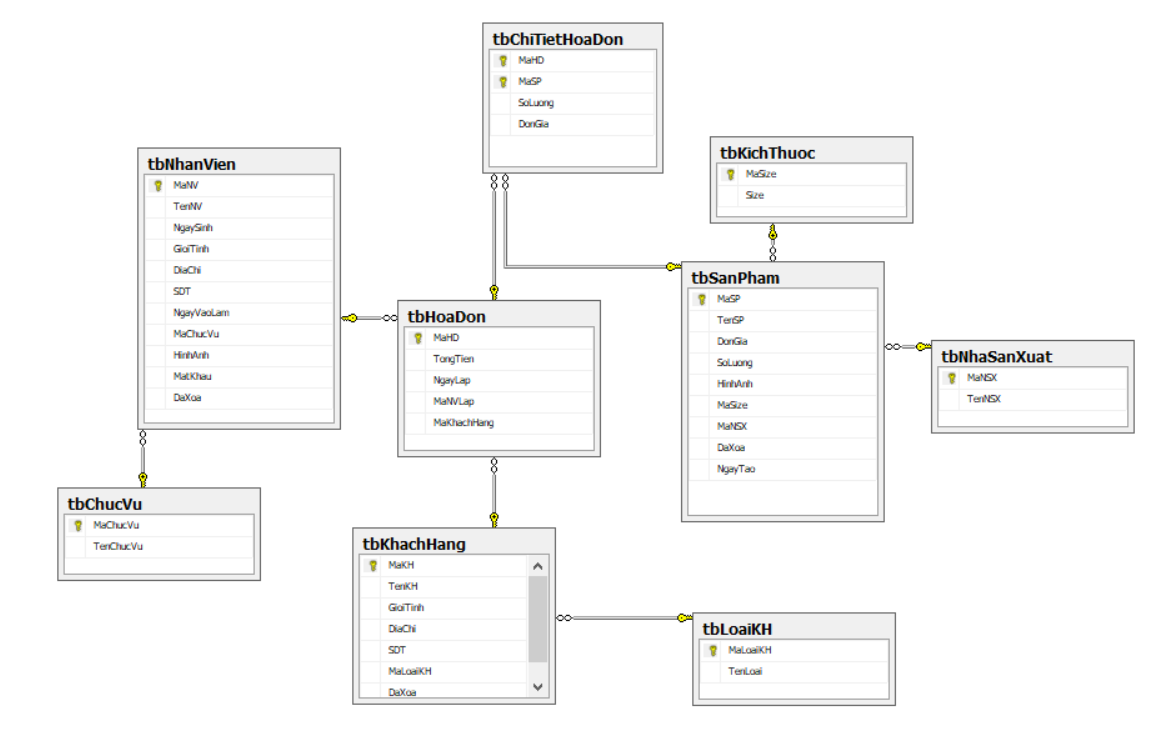 tbChiTietHoaDon
MaHD
MaSP
SoLuong
DonGia
tbKichThuoc
MaSize
Size
tbNhanVien
MaNV
TenNV
NgaySinh
GioiTinh
DiaChi
SDT
NgayVaoLam
MaChucVu
HinhAnh
MatKhau
DaXoa
tbSanPham
MaSP
TenSP
DonGia
SoLuong
HinhAnh
MaSize
MaNSX
DaXoa
NgayTao
tbHoaDon
MaHD
TongTien
NgayLap
MaNVLap
MaKhachHang
tbNhaSanXuat
MaNSX
TenNSX
tbChucVu
MaChucVu
TenChucVu
tbKhachHang
MaKH
TenKH
GioiTinh
DiaChi
SDT
MaLoaiKH
DaXoa
tbLoaiKH
MaLoaiKH
TenLoai